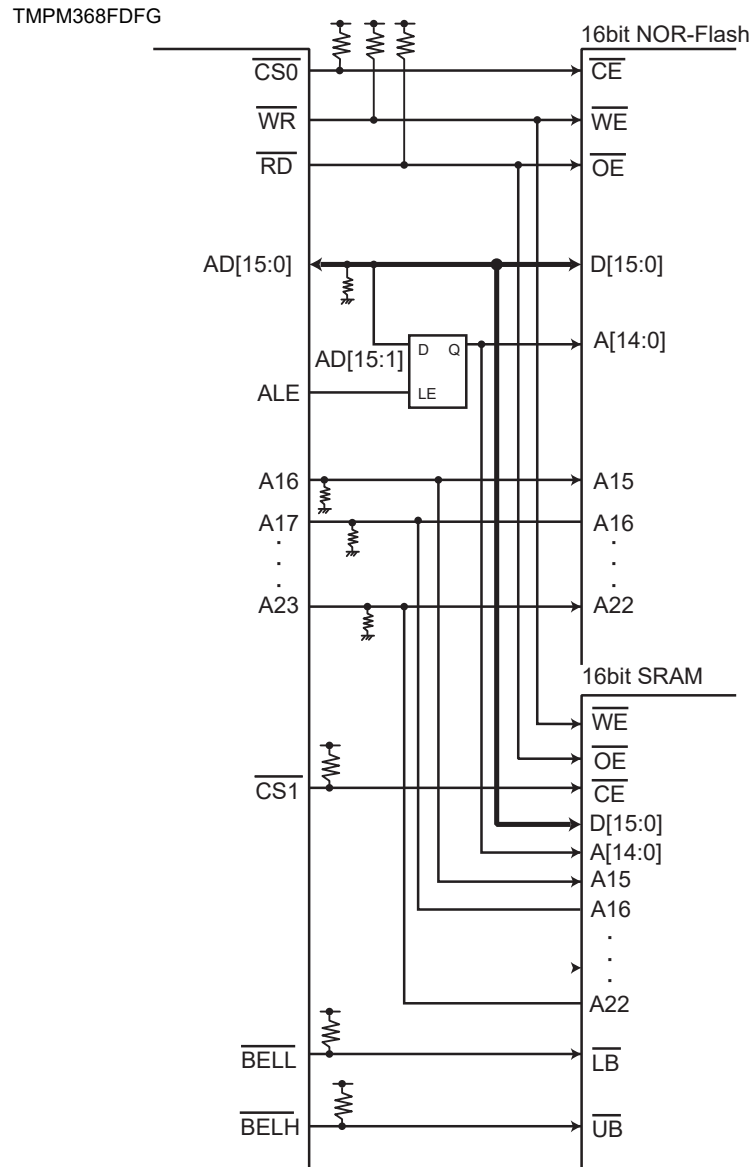 TMPM368FDFG
16bit NOR-Flash
CS0
CE
WR
WE
RD
OE
AD[15:0]
D[15:0]
AD[15:1]
D Q
A[14:0]
ALE
LE
A16
A15
A17
A16
A23
A22
16bit SRAM
WE
OE
CS1
CE
D[15:0]
A[14:0]
A15
A16
A22
BELL
LB
BELH
UB